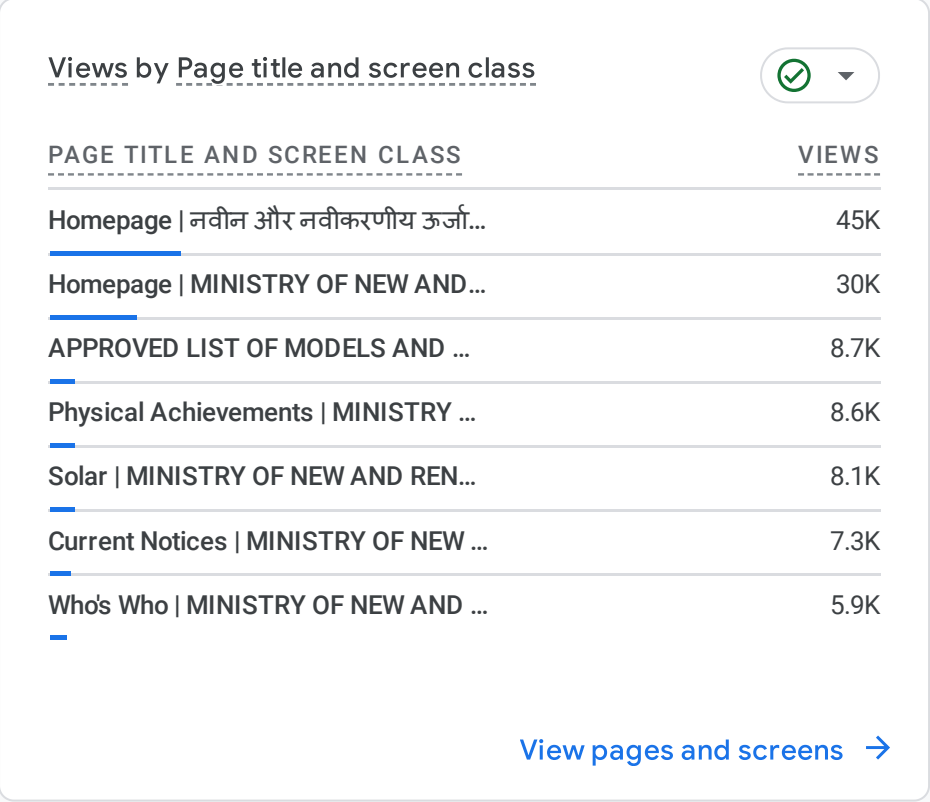 Views by Page title and screen class
PAGE TITLE AND SCREEN CLASS VIEWS
Homepage | नवीन और नवीकरणीय ऊर्जा... 45K
Homepage | MINISTRY OF NEW AND... 30K
APPROVED LIST OF MODELS AND ... 8.7K
Physical Achievements | MINISTRY ... 8.6K
Solar | MINISTRY OF NEW AND REN... 8.1K
Current Notices | MINISTRY OF NEW ... 7.3K
Who's Who | MINISTRY OF NEW AND ... 5.9K
View pages and screens